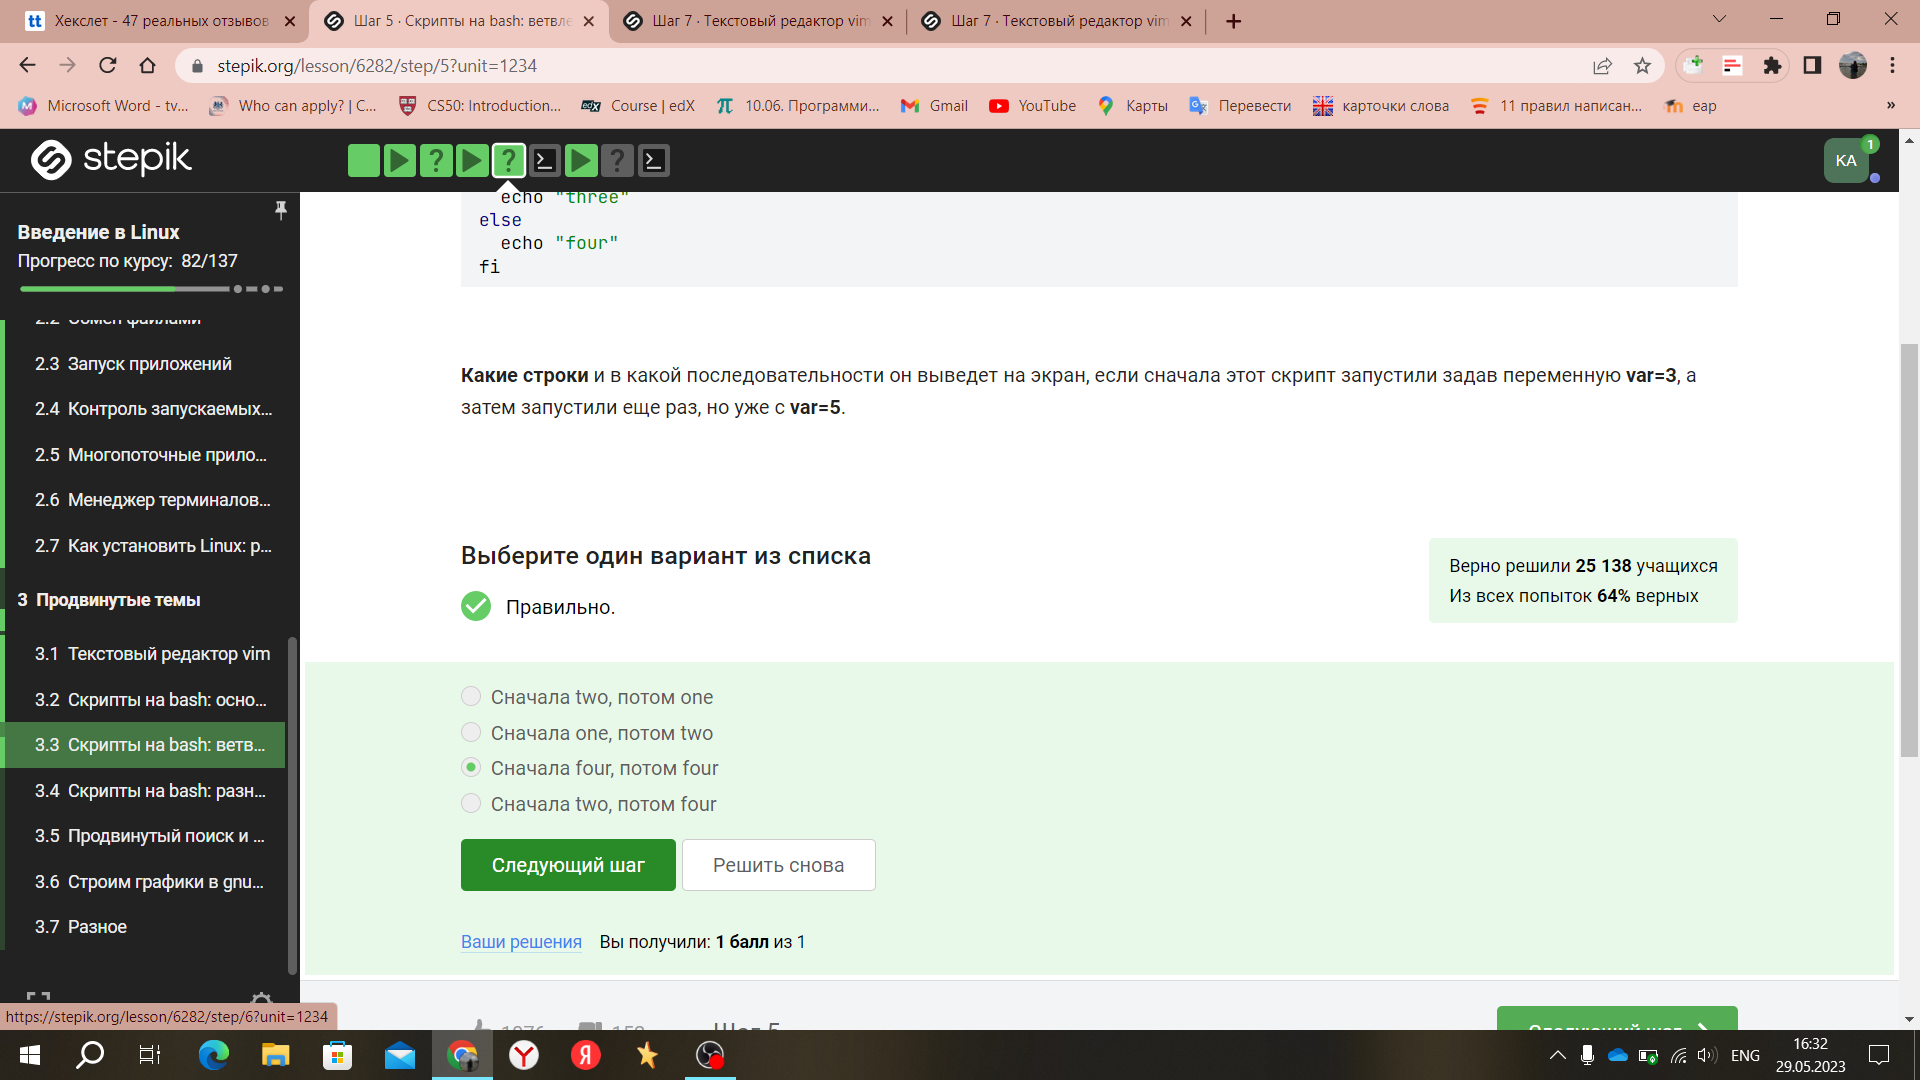 Хекслет - 47 реальных отзывов
Шаг 5 · Скрипты на bash: ветвле
Шаг 7 · Текстовый редактор vim
Шаг 7 · Текстовый редактор vim
stepik.org/lesson/6282/step/5?unit=1234
Microsoft Word - tv...
Who can apply? | C...
CS50: Introduction...
edX
Course | edX
10.06. Программи...
Gmail
YouTube
Карты
Перевести
карточки слова
11 правил написан...
eap
»
stepik
KA
1
Введение в Linux
Прогресс по курсу: 82/137
2.2 Обмен файлами
2.3 Запуск приложений
2.4 Контроль запускаемых...
2.5 Многопоточные прило...
2.6 Менеджер терминалов...
2.7 Как установить Linux: р...
3 Продвинутые темы
3.1 Текстовый редактор vim
3.2 Скрипты на bash: осно...
3.3 Скрипты на bash: ветв...
3.4 Скрипты на bash: разн...
3.5 Продвинутый поиск и ...
3.6 Строим графики в gnu...
3.7 Разное
echo "three"
else
echo "four"
fi
Какие строки и в какой последовательности он выведет на экран, если сначала этот скрипт запустили задав переменную var=3, а
затем запустили еще раз, но уже с var=5.
Выберите один вариант из списка
Правильно.
Верно решили 25 138 учащихся
Из всех попыток 64% верных
Сначала two, потом one
Сначала one, потом two
Сначала four, потом four
Сначала two, потом four
Следующий шаг
Решить снова
Ваши решения
Вы получили: 1 балл из 1
Шаг 5
Следующий шаг
https://stepik.org/lesson/6282/step/6?unit=1234
ENG
16:32
29.05.2023